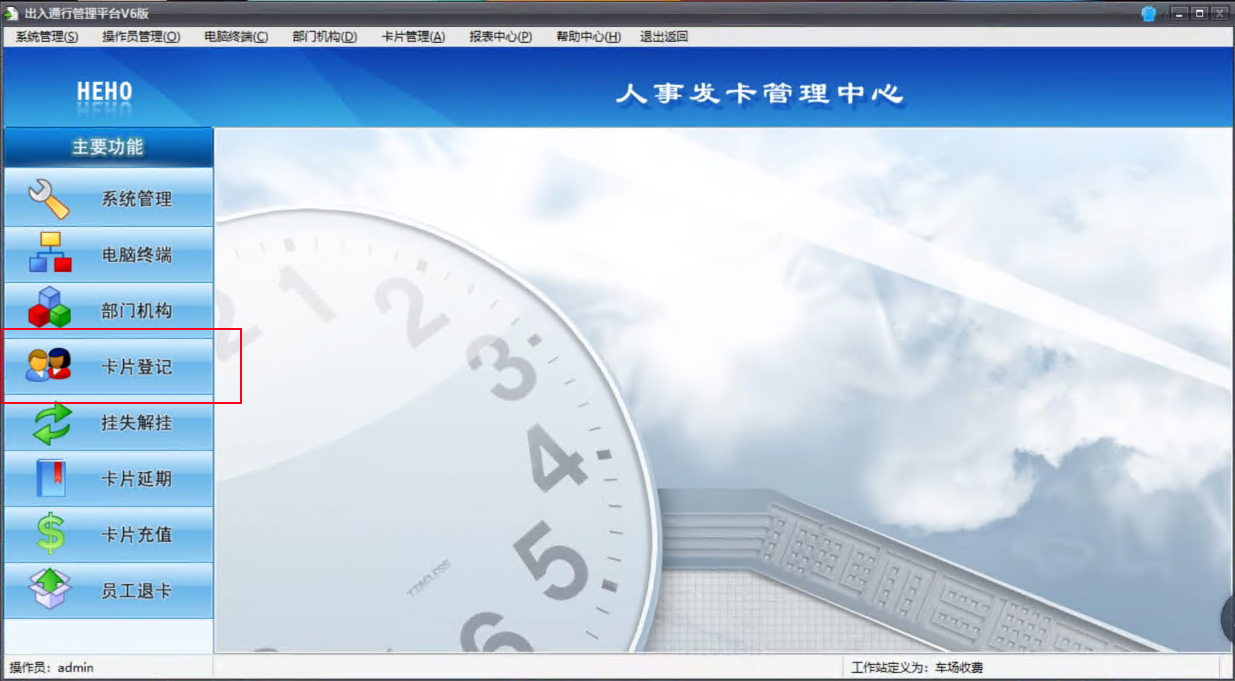 出入通行管理平台V6版
系统管理(S) 操作员管理(O) 电脑终端(C) 部门机构(D) 卡片管理(A) 报表中心(P) 帮助中心(H) 退出返回
HEHO
人事发卡管理中心
主要功能
系统管理
电脑终端
部门机构
卡片登记
挂失解挂
卡片延期
卡片充值
员工退卡
2
1
2
3
4
5
6
TIMELESS
操作员：admin
工作站定义为：车场收费